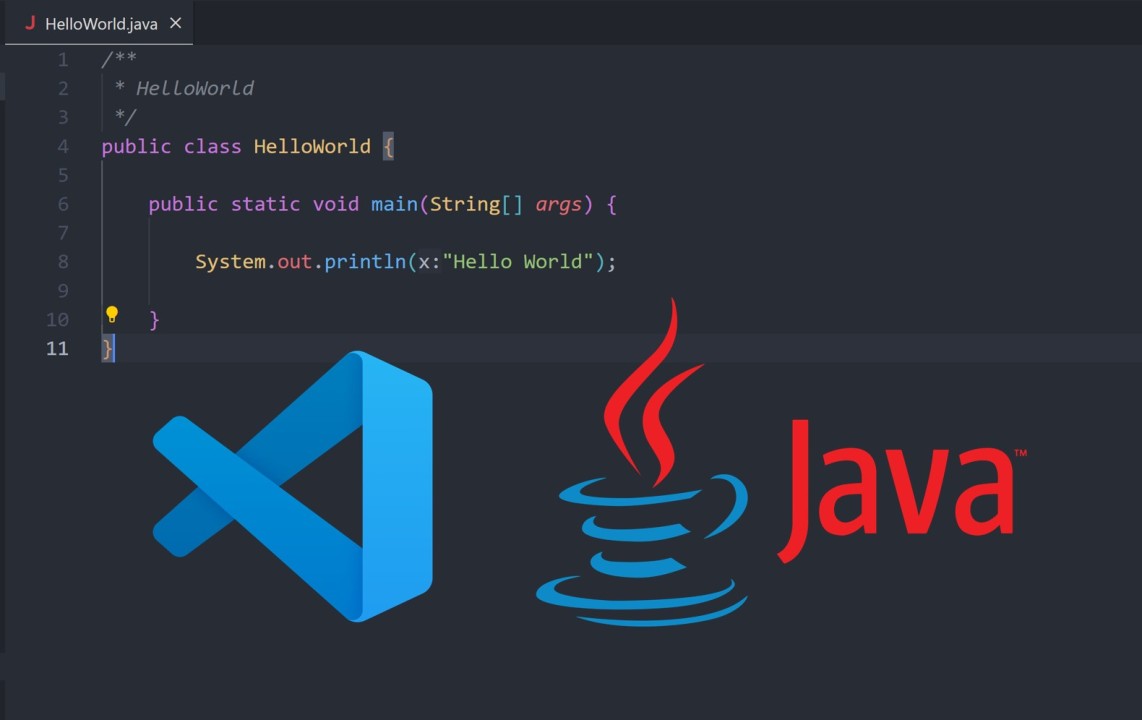 HelloWorld.java
1 /**
2 * HelloWorld
3 */
4 public class HelloWorld {
5
6 public static void main(String[] args) {
7
8 System.out.println(x:"Hello World");
9
10 }
11 }
Java™